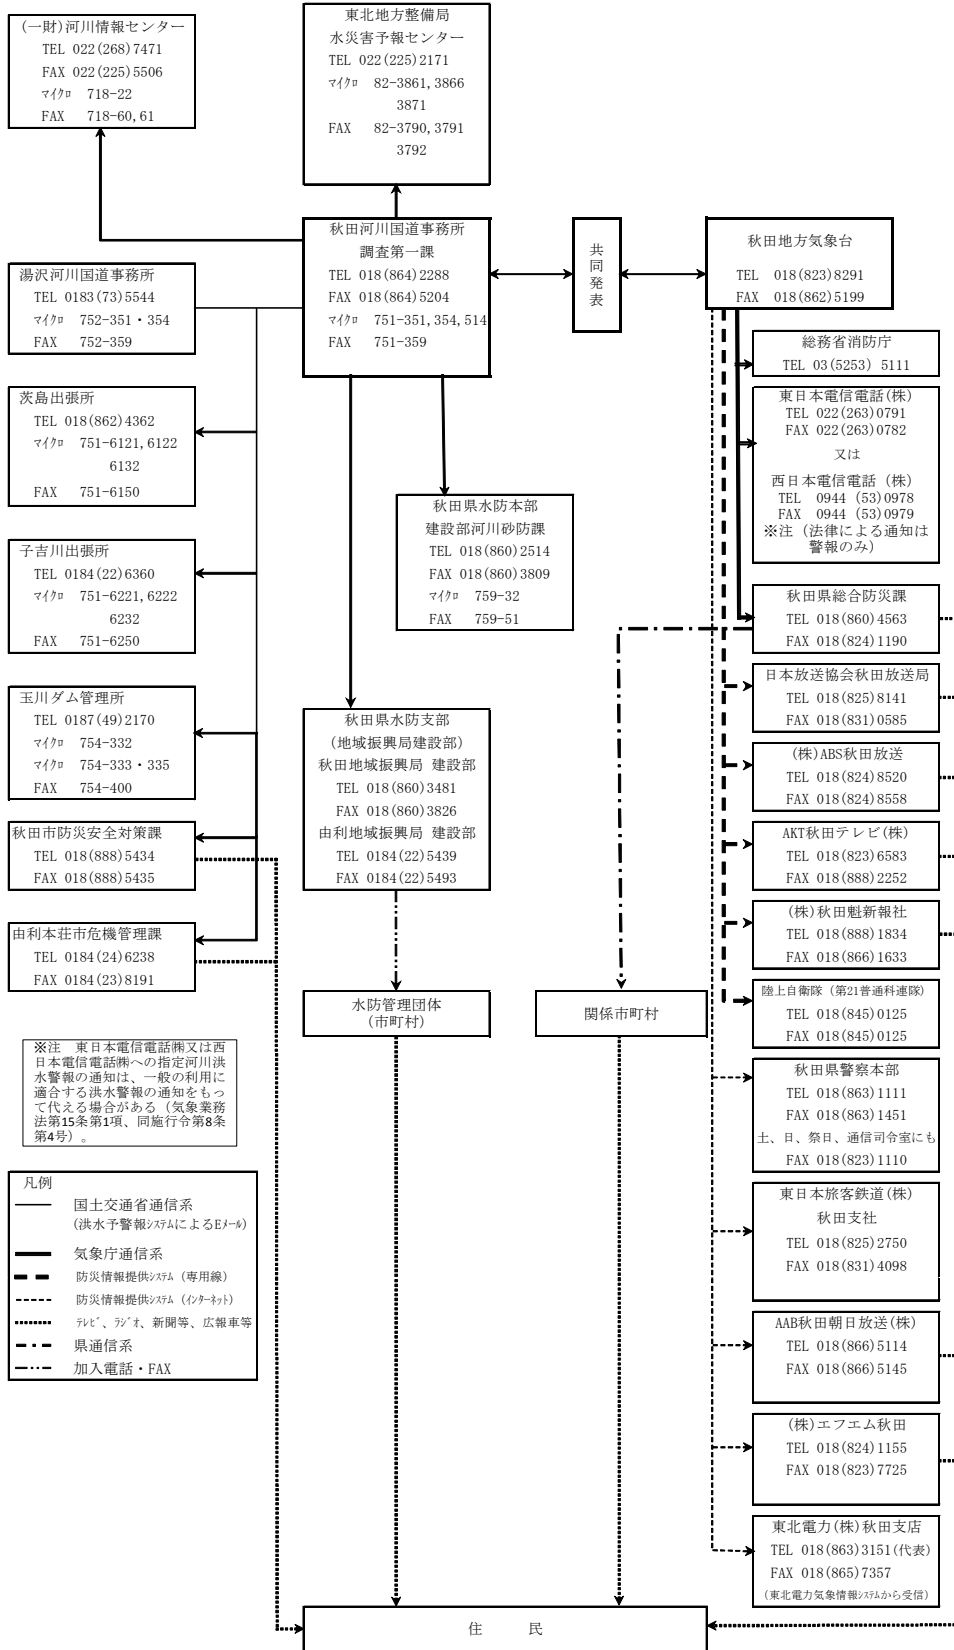 (一財)河川情報センター
TEL 022(268)7471
FAX 022(225)5506
マイクロ 718-22
FAX 718-60,61
東北地方整備局
水災害予報センター
TEL 022(225)2171
マイクロ 82-3861,3866
3871
FAX 82-3790,3791
3792
秋田河川国道事務所
調査第一課
TEL 018(864)2288
FAX 018(864)5204
マイクロ 751-351,354,514
FAX 751-359
共同発表
秋田地方気象台
TEL 018(823)8291
FAX 018(862)5199
湯沢河川国道事務所
TEL 0183(73)5544
マイクロ 752-351・354
FAX 752-359
茨島出張所
TEL 018(862)4362
マイクロ 751-6121,6122
6132
FAX 751-6150
子吉川出張所
TEL 0184(22)6360
マイクロ 751-6221,6222
6232
FAX 751-6250
玉川ダム管理所
TEL 0187(49)2170
マイクロ 754-332
マイクロ 754-333・335
FAX 754-400
秋田市防災安全対策課
TEL 018(888)5434
FAX 018(888)5435
由利本荘市危機管理課
TEL 0184(24)6238
FAX 0184(23)8191
秋田県水防本部
建設部河川砂防課
TEL 018(860)2514
FAX 018(860)3809
マイクロ 759-32
FAX 759-51
秋田県水防支部
(地域振興局建設部)
秋田地域振興局 建設部
TEL 018(860)3481
FAX 018(860)3826
由利地域振興局 建設部
TEL 0184(22)5439
FAX 0184(22)5493
水防管理団体
(市町村)
関係市町村
総務省消防庁
TEL 03(5253) 5111
東日本電信電話(株)
TEL 022(263)0791
FAX 022(263)0782
又は
西日本電信電話 (株)
TEL 0944 (53)0978
FAX 0944 (53)0979
※注 (法律による通知は
警報のみ)
秋田県総合防災課
TEL 018(860)4563
FAX 018(824)1190
日本放送協会秋田放送局
TEL 018(825)8141
FAX 018(831)0585
(株)ABS秋田放送
TEL 018(824)8520
FAX 018(824)8558
AKT秋田テレビ(株)
TEL 018(823)6583
FAX 018(888)2252
(株)秋田魁新報社
TEL 018(888)1834
FAX 018(866)1633
陸上自衛隊 (第21普通科連隊)
TEL 018(845)0125
FAX 018(845)0125
秋田県警察本部
TEL 018(863)1111
FAX 018(863)1451
土、日、祭日、通信司令室にも
FAX 018(823)1110
東日本旅客鉄道(株)
秋田支社
TEL 018(825)2750
FAX 018(831)4098
AAB秋田朝日放送(株)
TEL 018(866)5114
FAX 018(866)5145
(株)エフエム秋田
TEL 018(824)1155
FAX 018(823)7725
東北電力(株)秋田支店
TEL 018(863)3151(代表)
FAX 018(865)7357
(東北電力気象情報システムから受信)
※注 東日本電信電話㈱又は西
日本電信電話㈱への指定河川洪
水警報の通知は、一般の利用に
適合する洪水警報の通知をもっ
て代える場合がある（気象業務
法第15条第1項、同施行令第8条
第4号）。
凡例
国土交通省通信系
(洪水予警報システムによるEメール)
気象庁通信系
防災情報提供システム (専用線)
防災情報提供システム (インターネット)
テレビ、ラジオ、新聞等、広報車等
県通信系
加入電話・FAX
住 民